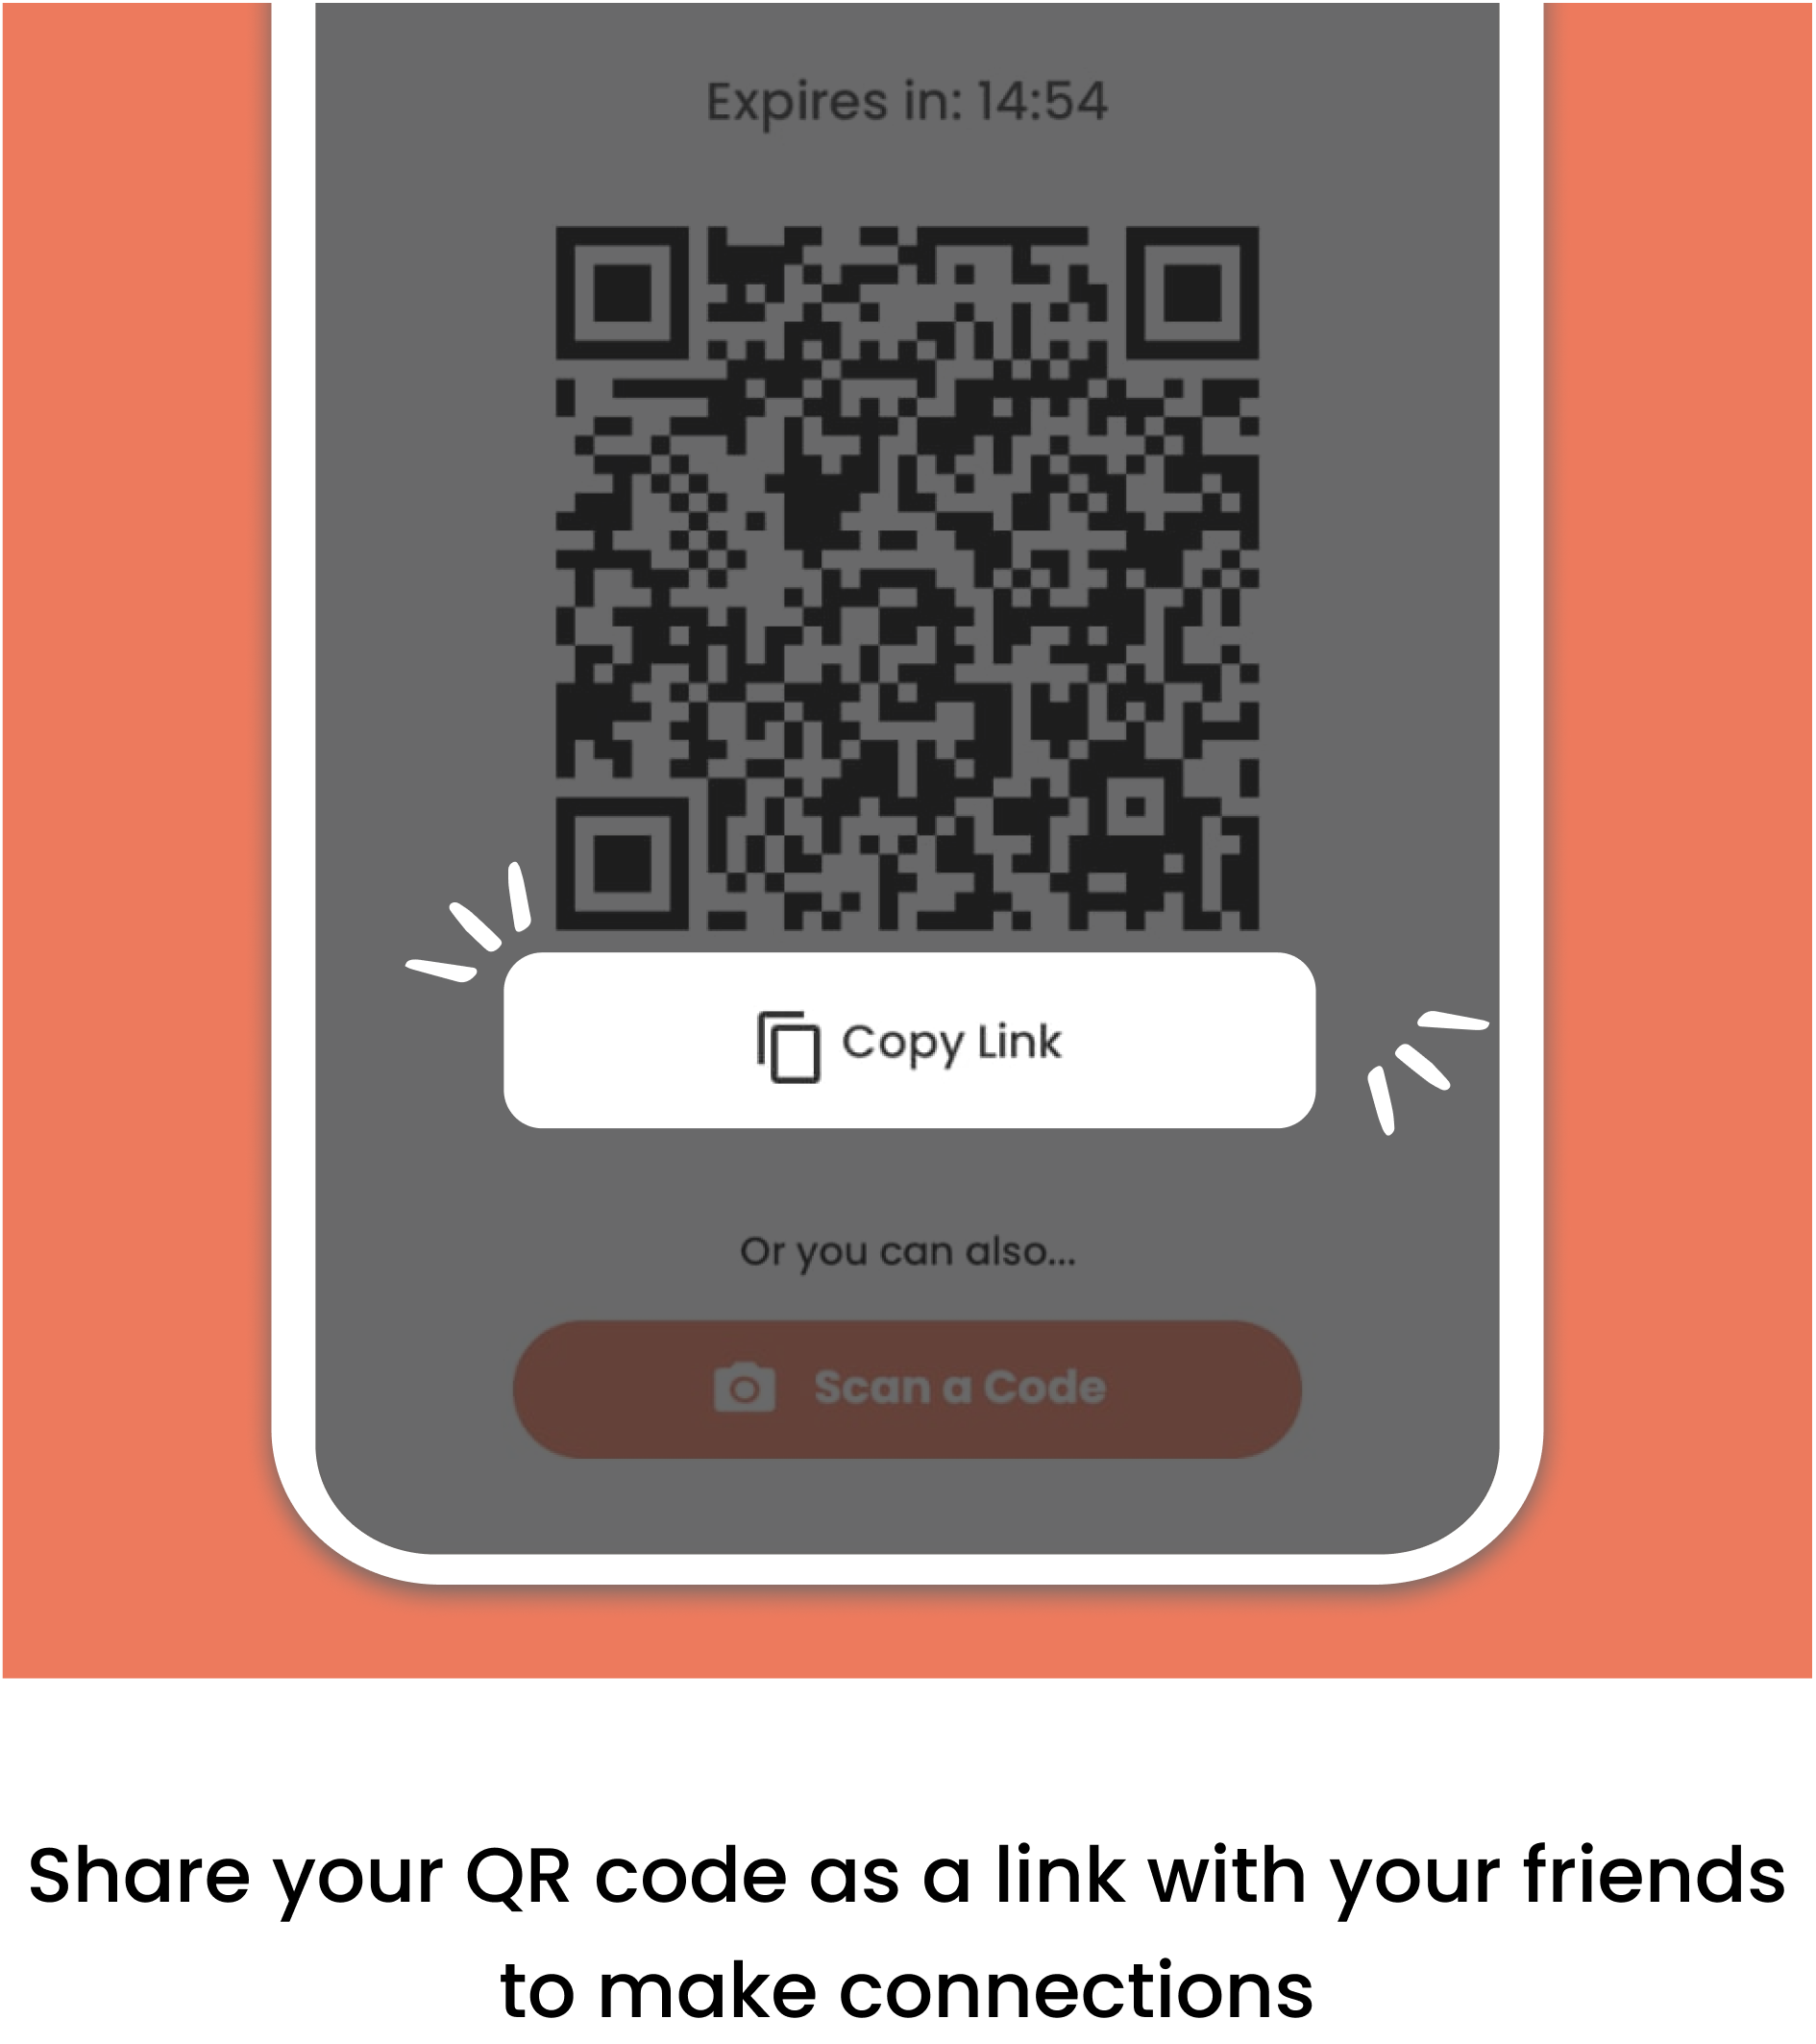 Expires in: 14:54
Copy Link
Or you can also...
Scan a Code
Share your QR code as a link with your friends
to make connections